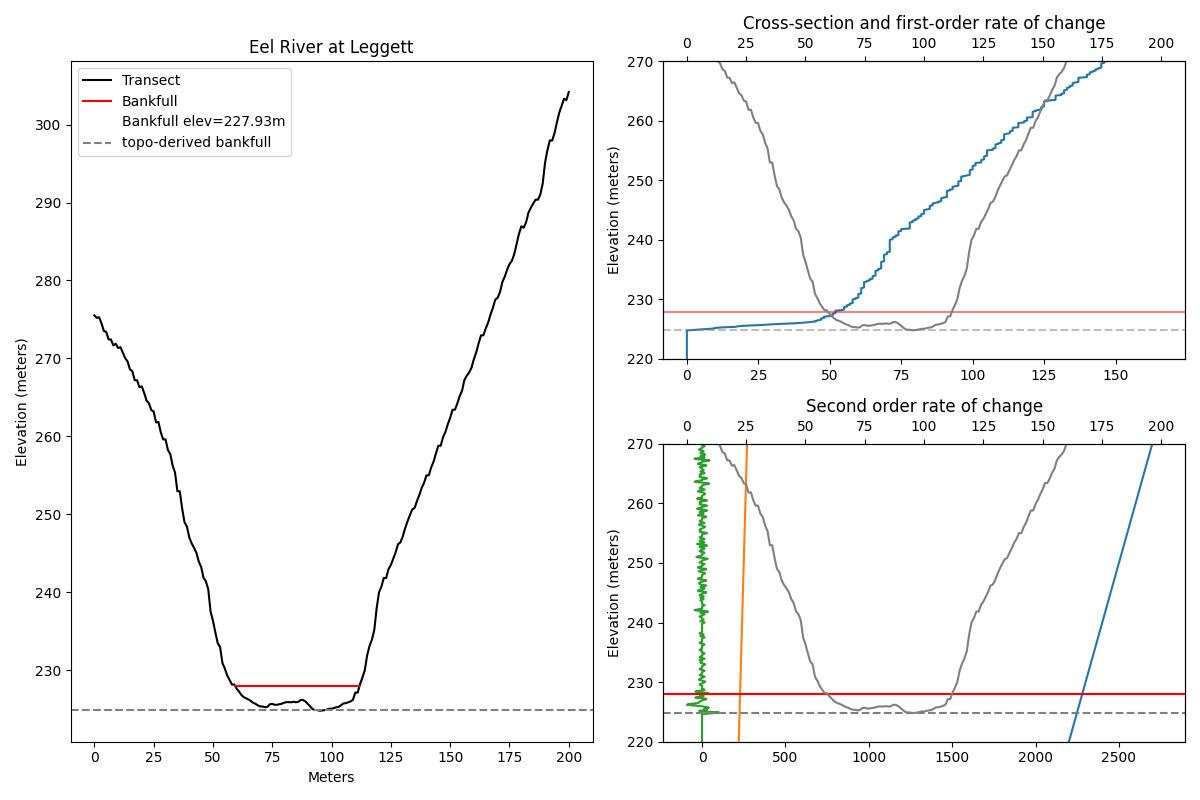 Eel River at Leggett
Transect
Bankfull
Bankfull elev=227.93m
topo-derived bankfull
300
290
280
270
260
250
240
230
Elevation (meters)
0 25 50 75 100 125 150 175 200
Meters
Cross-section and first-order rate of change
0 25 50 75 100 125 150 175 200
270
260
250
240
230
220
Elevation (meters)
0 25 50 75 100 125 150
Second order rate of change
0 25 50 75 100 125 150 175 200
270
260
250
240
230
220
Elevation (meters)
0 500 1000 1500 2000 2500